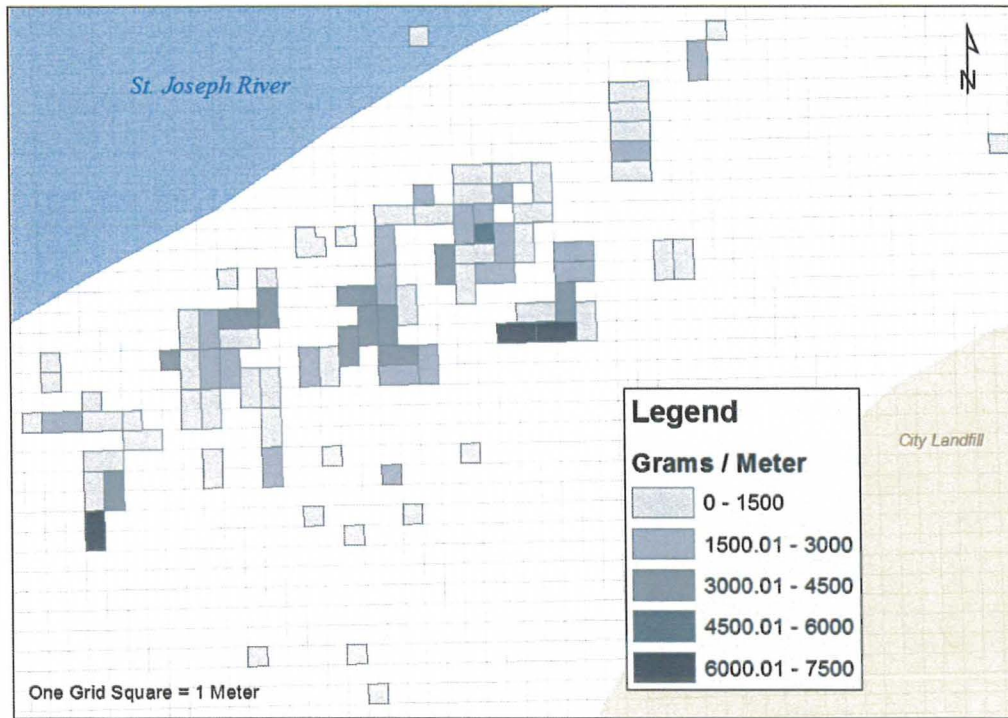 St. Joseph River
N
City Landfill
Legend
Grams / Meter
0 - 1500
1500.01 - 3000
3000.01 - 4500
4500.01 - 6000
6000.01 - 7500
One Grid Square = 1 Meter